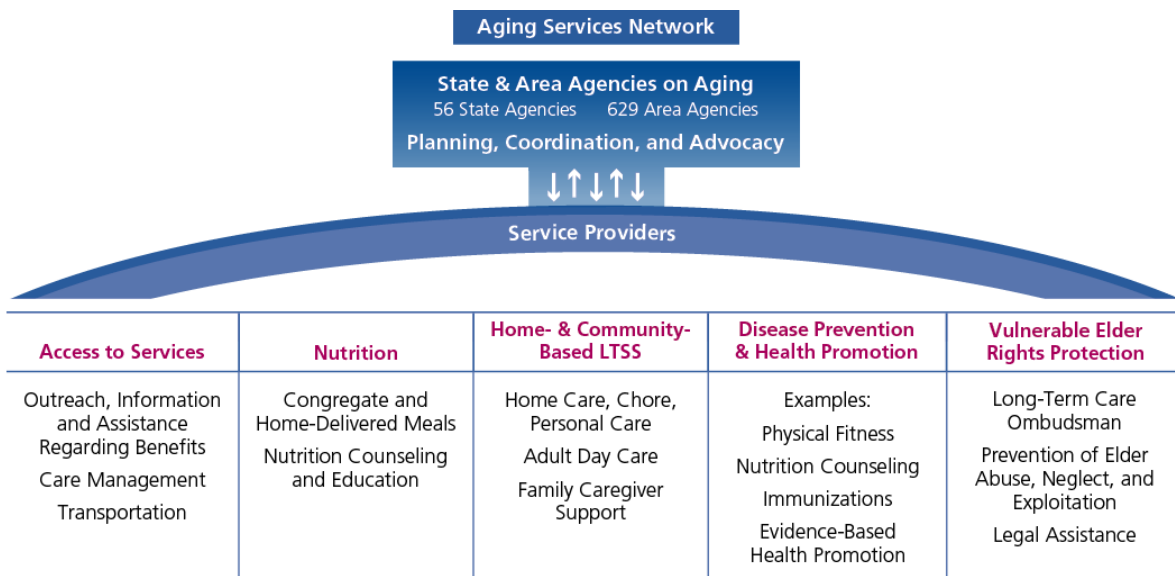 Aging Services Network
State & Area Agencies on Aging
56 State Agencies 629 Area Agencies
Planning, Coordination, and Advocacy
Service Providers
Access to Services
Outreach, Information
and Assistance
Regarding Benefits
Care Management
Transportation
Nutrition
Congregate and
Home-Delivered Meals
Nutrition Counseling
and Education
Home- & Community-
Based LTSS
Home Care, Chore,
Personal Care
Adult Day Care
Family Caregiver
Support
Disease Prevention
& Health Promotion
Examples:
Physical Fitness
Nutrition Counseling
Immunizations
Evidence-Based
Health Promotion
Vulnerable Elder
Rights Protection
Long-Term Care
Ombudsman
Prevention of Elder
Abuse, Neglect, and
Exploitation
Legal Assistance